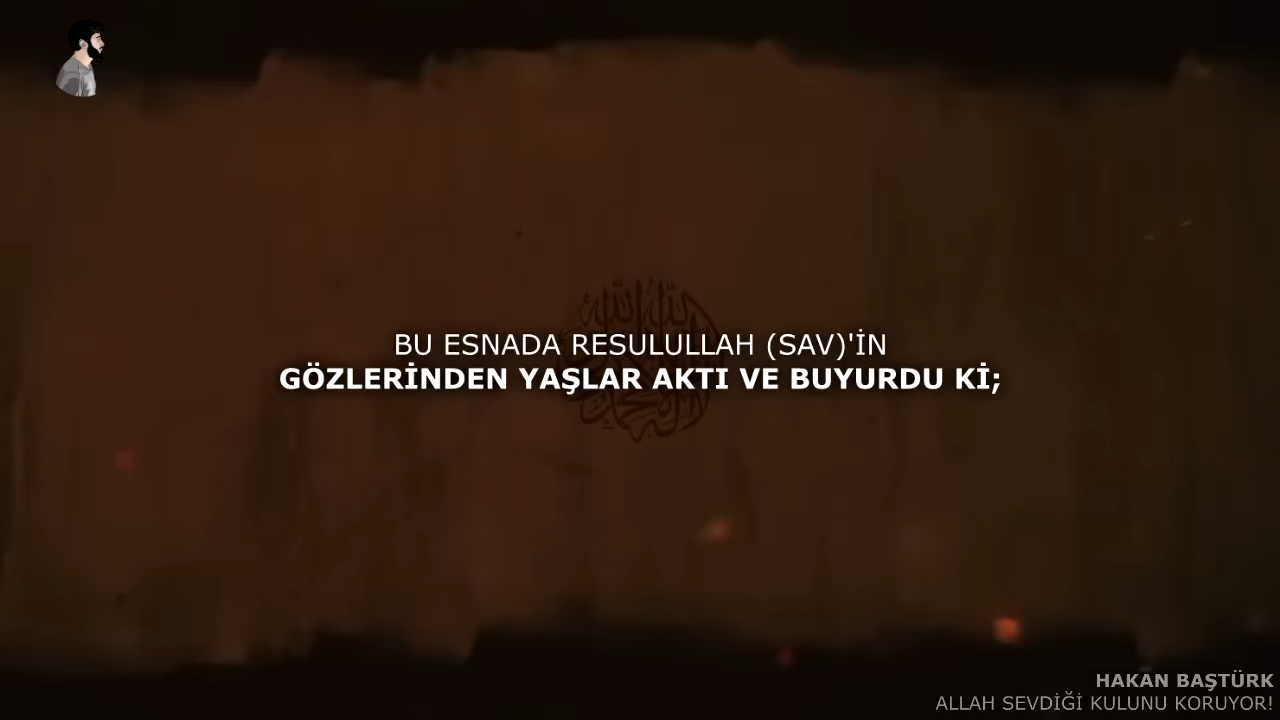 BU ESNADA RESULULLAH (SAV)'İN
GÖZLERİNDEN YAŞLAR AKTI VE BUYURDU Kİ;
HAKAN BAŞTÜRK
ALLAH SEVDİĞİ KULUNU KORUYOR!